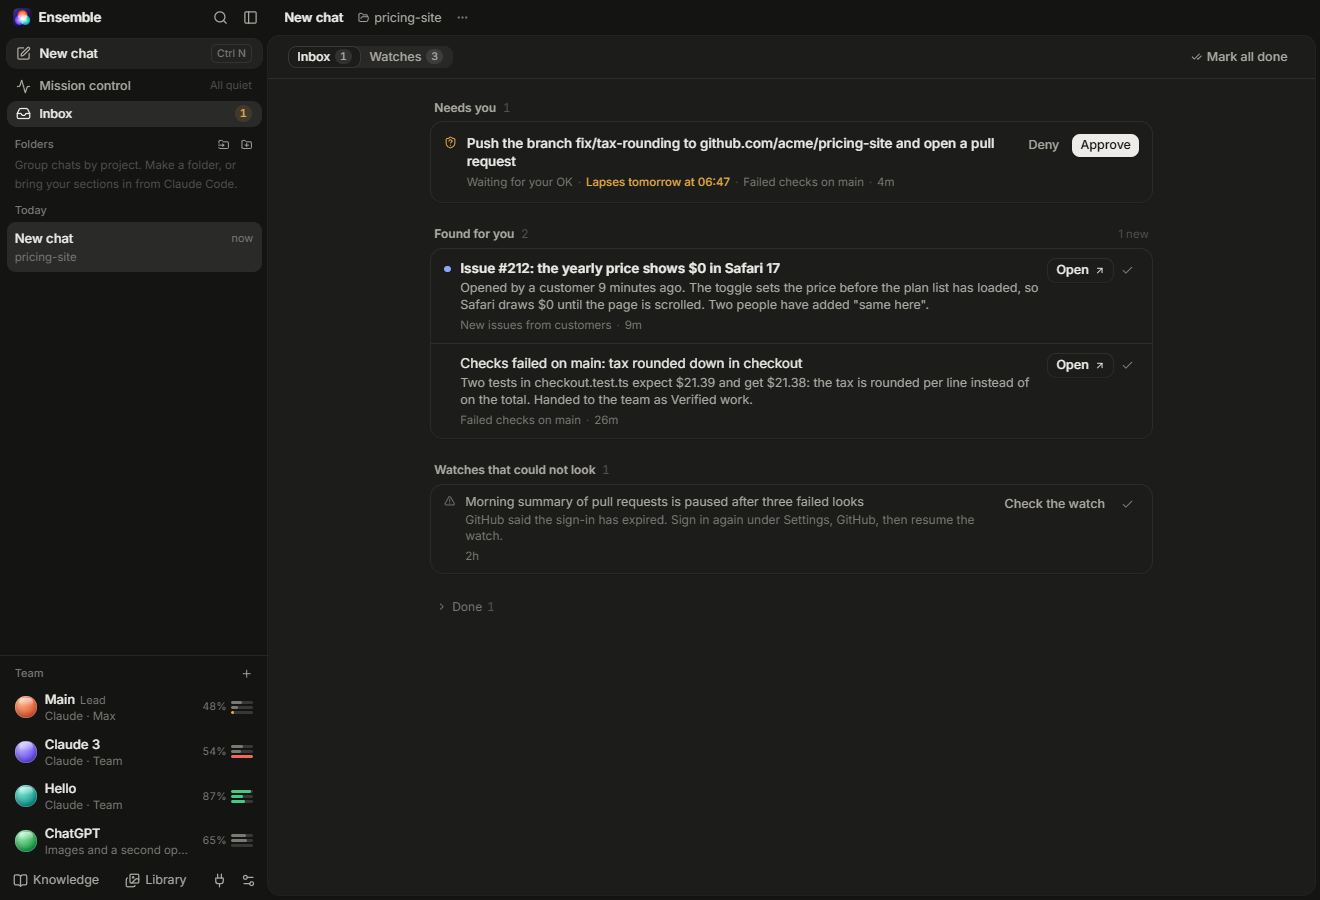 Ensemble
New chat
Ctrl N
Mission control
All quiet
Inbox
1
Folders
Group chats by project. Make a folder, or
bring your sections in from Claude Code.
Today
New chat
now
pricing-site
Team
Main Lead
48%
Claude · Max
Claude 3
54%
Claude · Team
Hello
87%
Claude · Team
ChatGPT
65%
Images and a second op...
Knowledge
Library
New chat
pricing-site
Inbox 1
Watches 3
Mark all done
Needs you 1
Push the branch fix/tax-rounding to github.com/acme/pricing-site and open a pull
request
Deny
Approve
Waiting for your OK · Lapses tomorrow at 06:47 · Failed checks on main · 4m
Found for you 2
1 new
Issue #212: the yearly price shows $0 in Safari 17
Open
Opened by a customer 9 minutes ago. The toggle sets the price before the plan list has loaded, so
Safari draws $0 until the page is scrolled. Two people have added "same here".
New issues from customers · 9m
Checks failed on main: tax rounded down in checkout
Open
Two tests in checkout.test.ts expect $21.39 and get $21.38: the tax is rounded per line instead of
on the total. Handed to the team as Verified work.
Failed checks on main · 26m
Watches that could not look 1
Morning summary of pull requests is paused after three failed looks
Check the watch
GitHub said the sign-in has expired. Sign in again under Settings, GitHub, then resume the
watch.
2h
Done 1